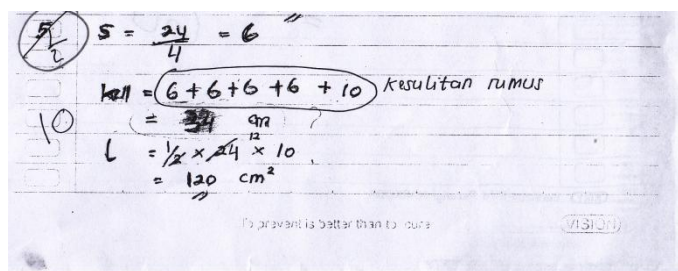 5/2 S = 24/4 = 6
kell = 6 + 6 + 6 + 6 + 10 kesulitan rumus
= 34 cm ?
10
L = 1/2 × 24 12 × 10
= 120 cm²
To prevent is better than to cure
VISION